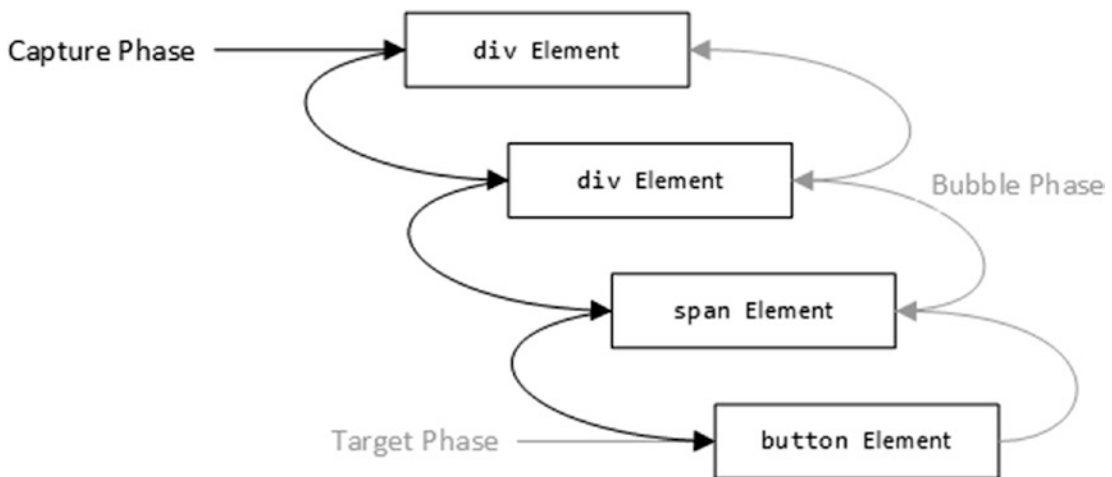 Capture Phase
div Element
div Element
Bubble Phase
span Element
Target Phase
button Element